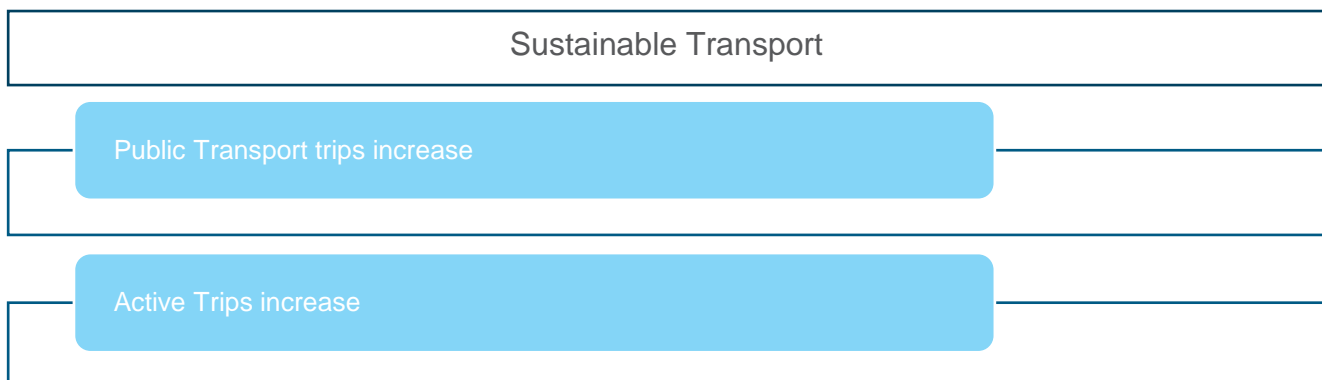 Sustainable Transport
Public Transport trips increase
Active Trips increase